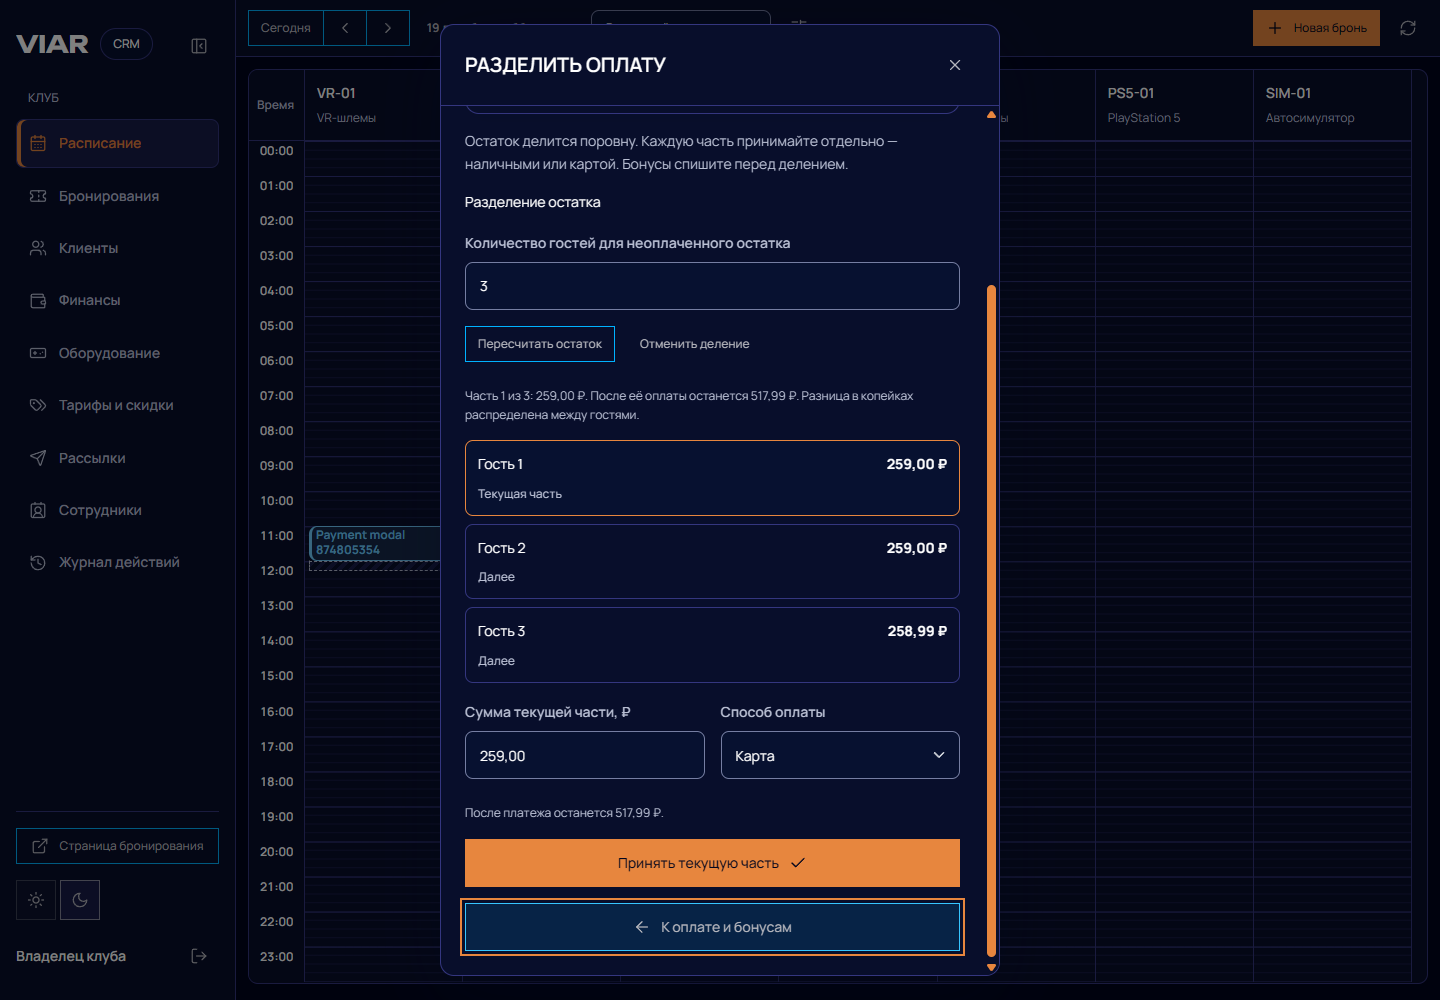 VIAR
CRM
КЛУБ
Расписание
Бронирования
Клиенты
Финансы
Оборудование
Тарифы и скидки
Рассылки
Сотрудники
Журнал действий
Страница бронирования
Владелец клуба
Сегодня
19
Новая бронь
Время
VR-01
VR-шлемы
PS5-01
PlayStation 5
SIM-01
Автосимулятор
00:00
01:00
02:00
03:00
04:00
05:00
06:00
07:00
08:00
09:00
10:00
11:00
12:00
13:00
14:00
15:00
16:00
17:00
18:00
19:00
20:00
21:00
22:00
23:00
Payment modal
874805354
РАЗДЕЛИТЬ ОПЛАТУ
Остаток делится поровну. Каждую часть принимайте отдельно —
наличными или картой. Бонусы спишите перед делением.
Разделение остатка
Количество гостей для неоплаченного остатка
3
Пересчитать остаток
Отменить деление
Часть 1 из 3: 259,00 ₽. После её оплаты останется 517,99 ₽. Разница в копейках
распределена между гостями.
Гость 1
259,00 ₽
Текущая часть
Гость 2
259,00 ₽
Далее
Гость 3
258,99 ₽
Далее
Сумма текущей части, ₽
Способ оплаты
259,00
Карта
После платежа останется 517,99 ₽.
Принять текущую часть
К оплате и бонусам